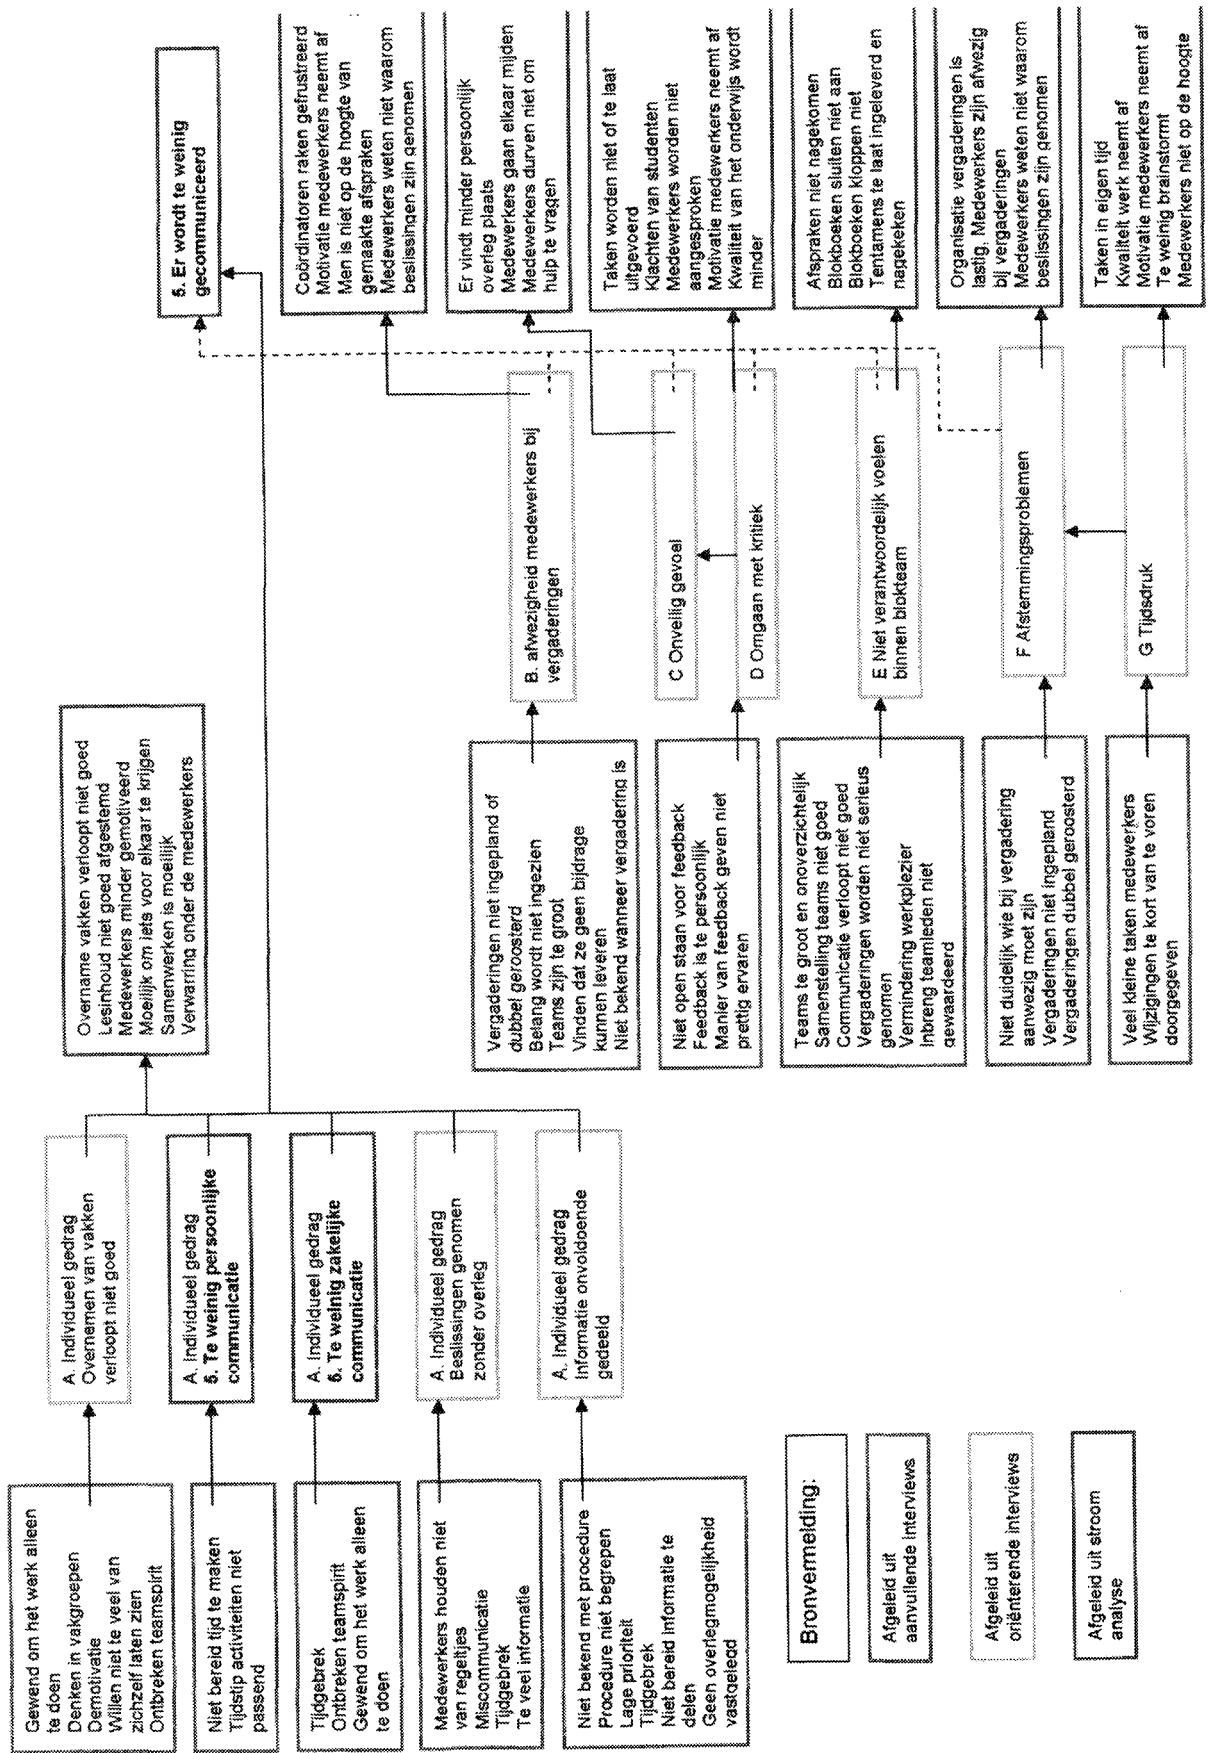 Gewend om het werk alleen
te doen
Denken in vakgroepen
Demotivatie
Willen niet te veel van
zichzelf laten zien
Ontbreken teamspirit
Niet bereid tijd te maken
Tijdstip activiteiten niet
passend
Tijdgebrek
Ontbreken teamspirit
Gewend om het werk alleen
te doen
Medewerkers houden niet
van regeltjes
Miscommunicatie
Tijdgebrek
Te veel informatie
Niet bekend met procedure
Procedure niet begrepen
Lage prioriteit
Tijdgebrek
Niet bereid informatie te
delen
Geen overlegmogelijkheid
vastgelegd
A. Individueel gedrag
Overnemen van vakken
verloopt niet goed
A. Individueel gedrag
5. Te weinig persoonlijke
communicatie
A. Individueel gedrag
5. Te weinig zakelijke
communicatie
A. Individueel gedrag
Beslissingen genomen
zonder overleg
A. Individueel gedrag
Informatie onvoldoende
gedeeld
Overname vakken verloopt niet goed
Lesinhoud niet goed afgestemd
Medewerkers minder gemotiveerd
Moeilijk om iets voor elkaar te krijgen
Samenwerken is moeilijk
Verwarring onder de medewerkers
5. Er wordt te weinig
gecommuniceerd
Vergaderingen niet ingepland of
dubbel geroosterd
Belang wordt niet ingezien
Teams zijn te groot
Vinden dat ze geen bijdrage
kunnen leveren
Niet bekend wanneer vergadering is
Niet open staan voor feedback
Feedback is te persoonlijk
Manier van feedback geven niet
prettig ervaren
Teams te groot en onoverzichtelijk
Samenstelling teams niet goed
Communicatie verloopt niet goed
Vergaderingen worden niet serieus
genomen
Vermindering werkplezier
Inbreng teamleden niet
gewaardeerd
Niet duidelijk wie bij vergadering
aanwezig moet zijn
Vergaderingen niet ingepland
Vergaderingen dubbel geroosterd
Veel kleine taken medewerkers
Wijzigingen te kort van te voren
doorgegeven
B. afwezigheid medewerkers bij
vergaderingen
C Onveilig gevoel
D Omgaan met kritiek
E Niet verantwoordelijk voelen
binnen blokteam
F Afstemmingsproblemen
G Tijdsdruk
Coördinatoren raken gefrustreerd
Motivatie medewerkers neemt af
Men is niet op de hoogte van
gemaakte afspraken
Medewerkers weten niet waarom
beslissingen zijn genomen
Er vindt minder persoonlijk
overleg plaats
Medewerkers gaan elkaar mijden
Medewerkers durven niet om
hulp te vragen
Taken worden niet of te laat
uitgevoerd
Klachten van studenten
Medewerkers worden niet
aangesproken
Motivatie medewerkers neemt af
Kwaliteit van het onderwijs wordt
minder
Afspraken niet nagekomen
Blokboeken sluiten niet aan
Blokboeken kloppen niet
Tentamens te laat ingeleverd en
nagekeken
Organisatie vergaderingen is
lastig. Medewerkers zijn afwezig
bij vergaderingen
Medewerkers weten niet waarom
beslissingen zijn genomen
Taken in eigen tijd
Kwaliteit werk neemt af
Motivatie medewerkers neemt af
Te weinig brainstormt
Medewerkers niet op de hoogte
Bronvermelding:
Afgeleid uit
aanvullende interviews
Afgeleid uit
oriënterende interviews
Afgeleid uit stroom
analyse